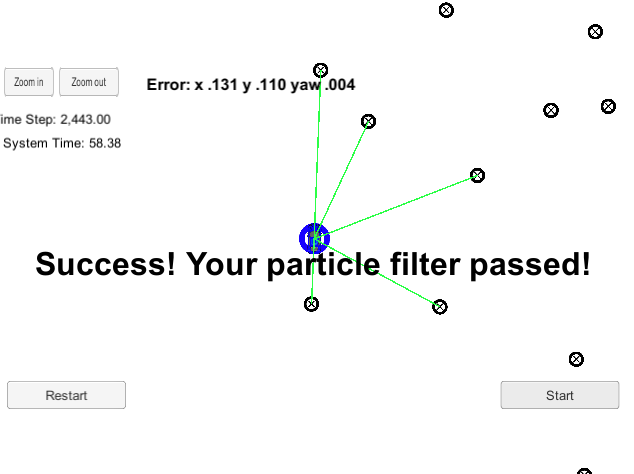 Zoom in
Zoom out
Error: x .131 y .110 yaw .004
ime Step: 2,443.00
System Time: 58.38
Success! Your particle filter passed!
Restart
Start